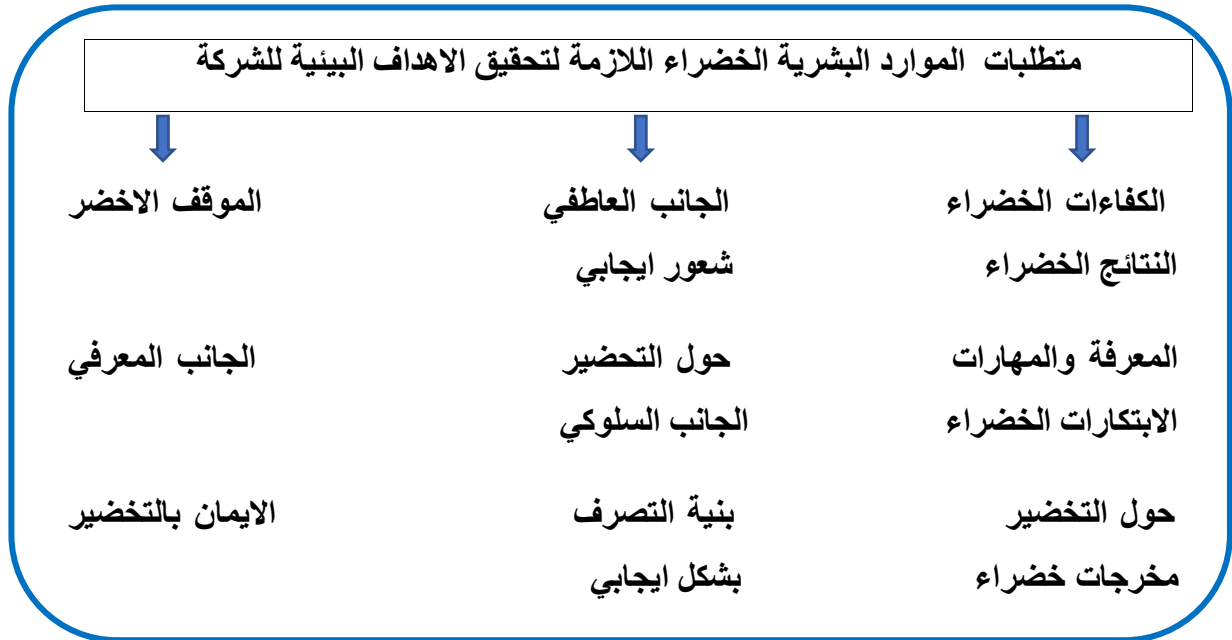 متطلبات الموارد البشرية الخضراء اللازمة لتحقيق الاهداف البيئية للشركة
الكفاءات الخضراء الجانب العاطفي الموقف الاخضر
النتائج الخضراء شعور ايجابي
المعرفة والمهارات حول التحضير الجانب المعرفي
الابتكارات الخضراء الجانب السلوكي
حول التخضير بنية التصرف الايمان بالتخضير
مخرجات خضراء بشكل ايجابي